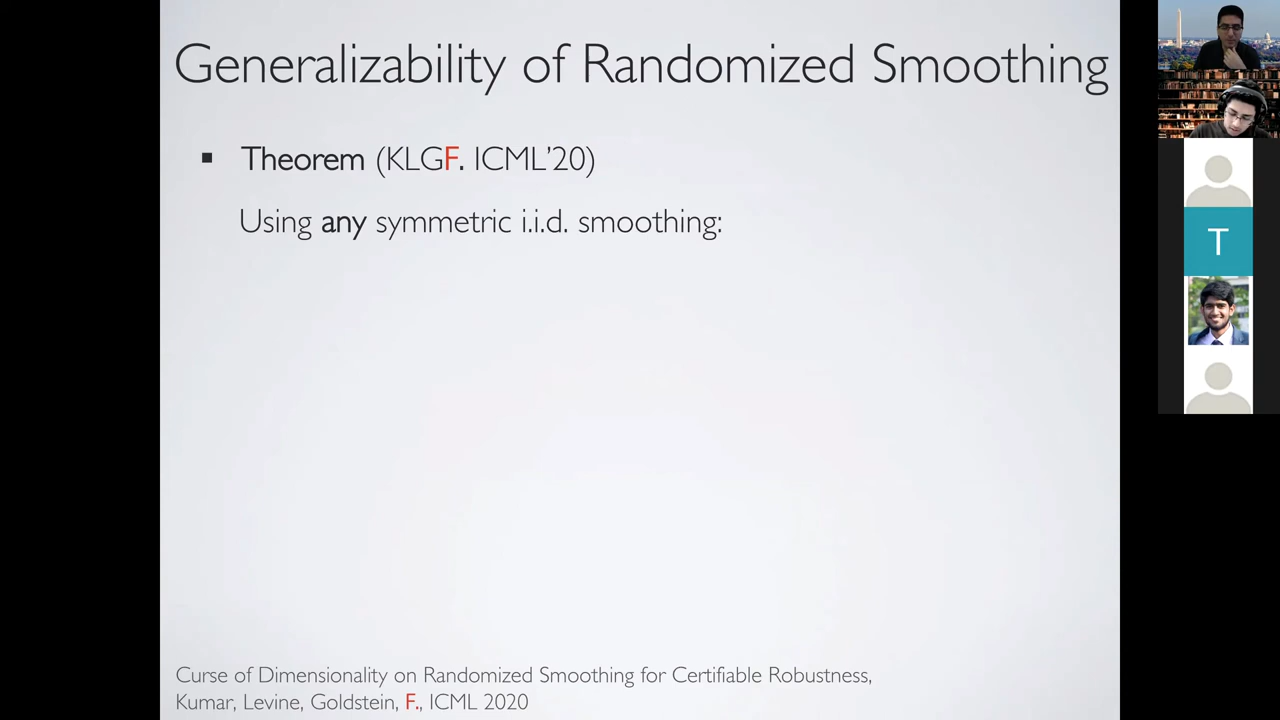 Generalizability of Randomized Smoothing
▪ Theorem (KLGF. ICML’20)
Using any symmetric i.i.d. smoothing:
T
Curse of Dimensionality on Randomized Smoothing for Certifiable Robustness,
Kumar, Levine, Goldstein, F., ICML 2020